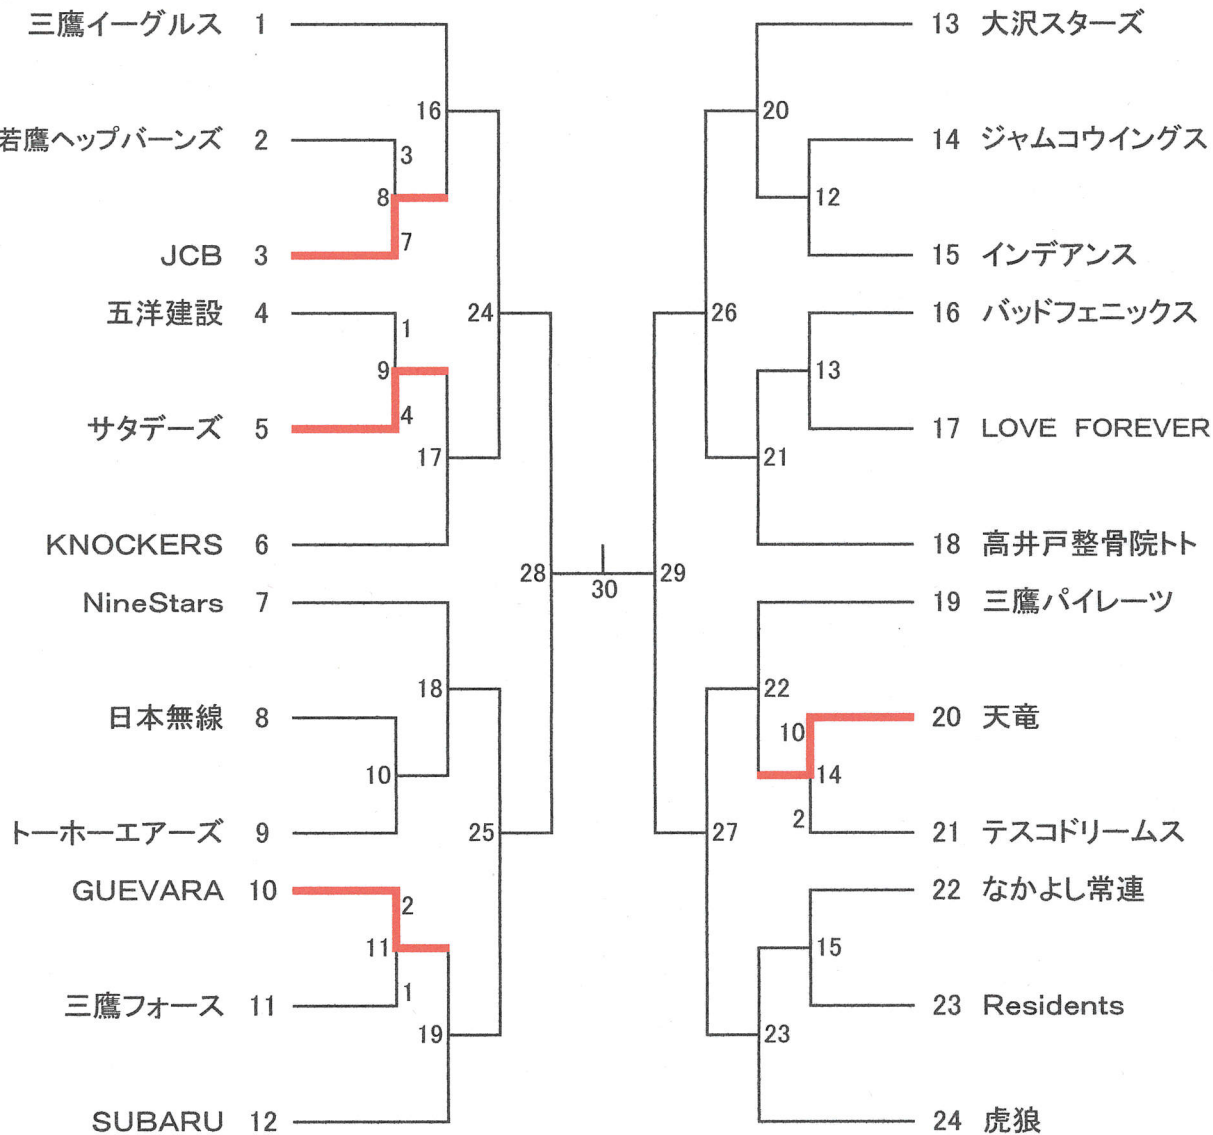 三鷹イーグルス 1
若鷹ヘップバーンズ 2
JCB 3
五洋建設 4
サタデーズ 5
KNOCKERS 6
NineStars 7
日本無線 8
トーホーエアーズ 9
GUEVARA 10
三鷹フォース 11
SUBARU 12
16
3
8
7
24
1
9
4
17
28
18
10
25
2
11
1
19
30
13 大沢スターズ
14 ジャムコウイングス
15 インデアンス
16 バッドフェニックス
17 LOVE FOREVER
18 高井戸整骨院トト
19 三鷹パイレーツ
20 天竜
21 テスコドリームス
22 なかよし常連
23 Residents
24 虎狼
20
12
26
13
21
29
22
10
14
2
27
15
23